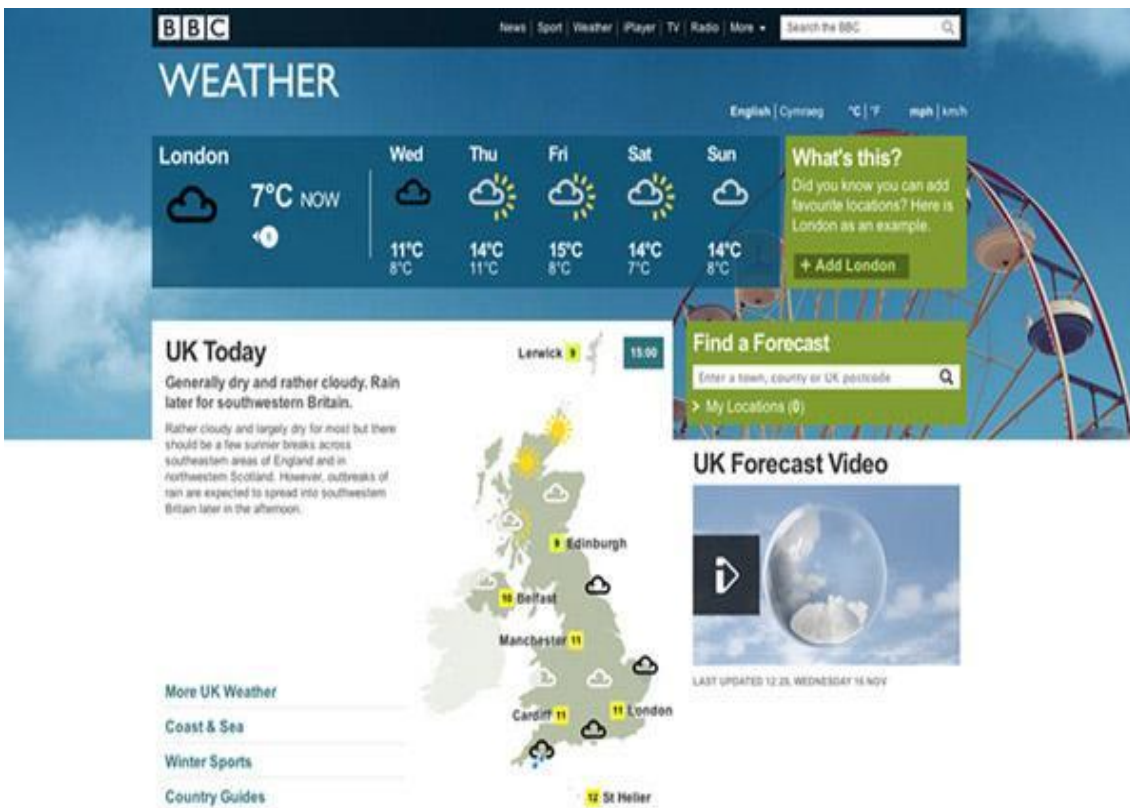 BBC
News | Sport | Weather | iPlayer | TV | Radio | More
Search the BBC
WEATHER
English | Cymraeg °C | °F mph | km/h
London
7°C NOW
Wed
11°C
8°C
Thu
14°C
11°C
Fri
15°C
8°C
Sat
14°C
7°C
Sun
14°C
8°C
What's this?
Did you know you can add
favourite locations? Here is
London as an example.
+ Add London
UK Today
Generally dry and rather cloudy. Rain
later for southwestern Britain.
Rather cloudy and largely dry for most but there
should be a few sunnier breaks across
southeastern areas of England and in
northwestern Scotland. However, outbreaks of
rain are expected to spread into southwestern
Britain later in the afternoon.
More UK Weather
Coast & Sea
Winter Sports
Country Guides
Lerwick 9
15:00
9 Edinburgh
10 Belfast
Manchester 11
Cardiff 11
11 London
12 St Helier
Find a Forecast
Enter a town, county or UK postcode
> My Locations (0)
UK Forecast Video
i
LAST UPDATED 12:29, WEDNESDAY 16 NOV